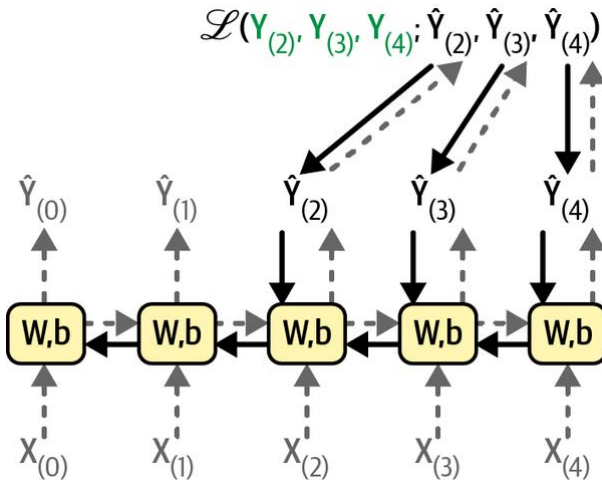 ℒ(Y(2), Y(3), Y(4); Ŷ(2), Ŷ(3), Ŷ(4))
Ŷ(0) Ŷ(1) Ŷ(2) Ŷ(3) Ŷ(4)
W,b W,b W,b W,b W,b
X(0) X(1) X(2) X(3) X(4)